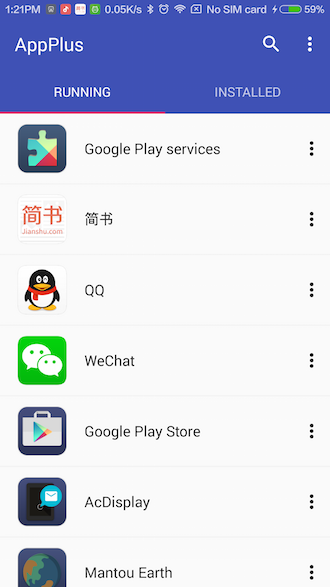 1:21PM 0.05K/s No SIM card 59%
AppPlus
RUNNING INSTALLED
Google Play services
简书
Jianshu.com
简书
QQ
WeChat
Google Play Store
AcDisplay
Mantou Earth